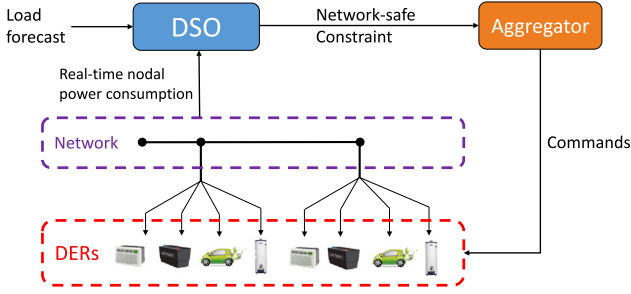 Load
forecast
DSO
Network-safe
Constraint
Aggregator
Real-time nodal
power consumption
Network
Commands
DERs